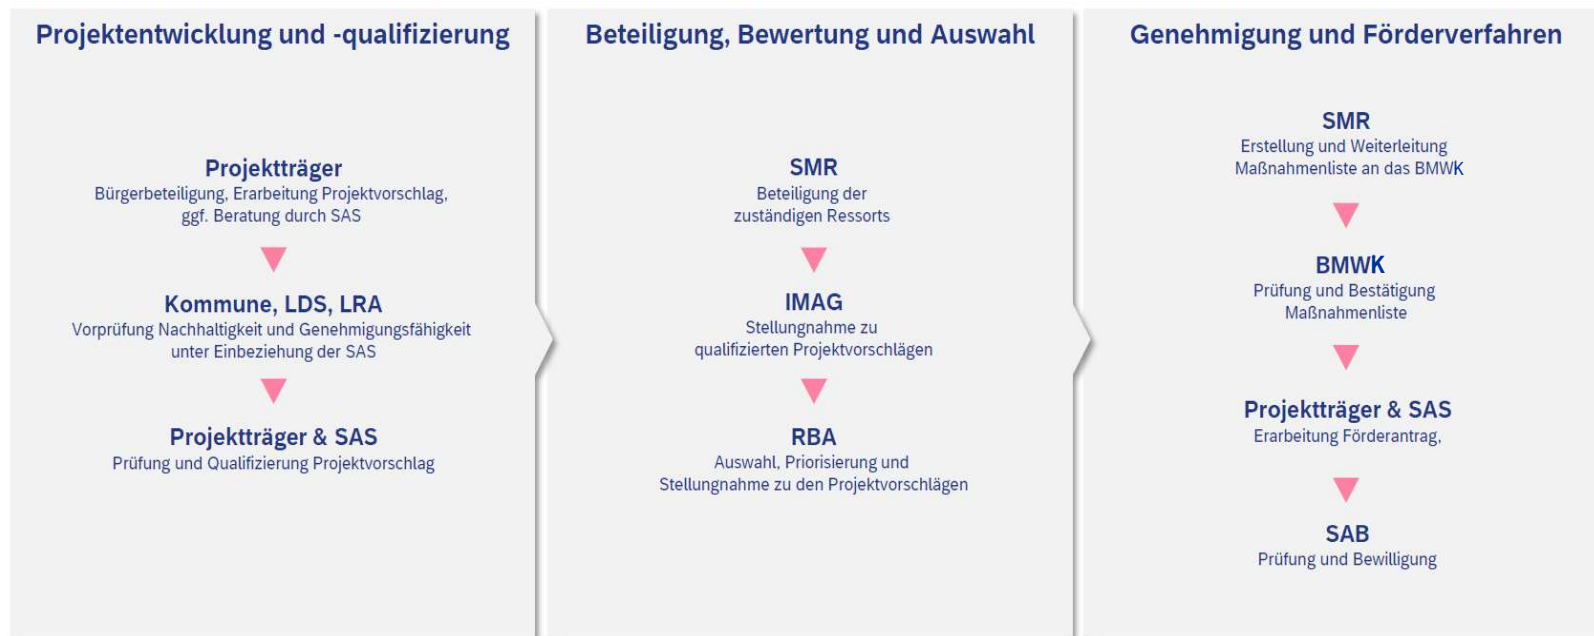 Projektentwicklung und -qualifizierung
Projektträger
Bürgerbeteiligung, Erarbeitung Projektvorschlag,
ggf. Beratung durch SAS
Kommune, LDS, LRA
Vorprüfung Nachhaltigkeit und Genehmigungsfähigkeit
unter Einbeziehung der SAS
Projektträger & SAS
Prüfung und Qualifizierung Projektvorschlag
Beteiligung, Bewertung und Auswahl
SMR
Beteiligung der
zuständigen Ressorts
IMAG
Stellungnahme zu
qualifizierten Projektvorschlägen
RBA
Auswahl, Priorisierung und
Stellungnahme zu den Projektvorschlägen
Genehmigung und Förderverfahren
SMR
Erstellung und Weiterleitung
Maßnahmenliste an das BMWK
BMWK
Prüfung und Bestätigung
Maßnahmenliste
Projektträger & SAS
Erarbeitung Förderantrag,
SAB
Prüfung und Bewilligung